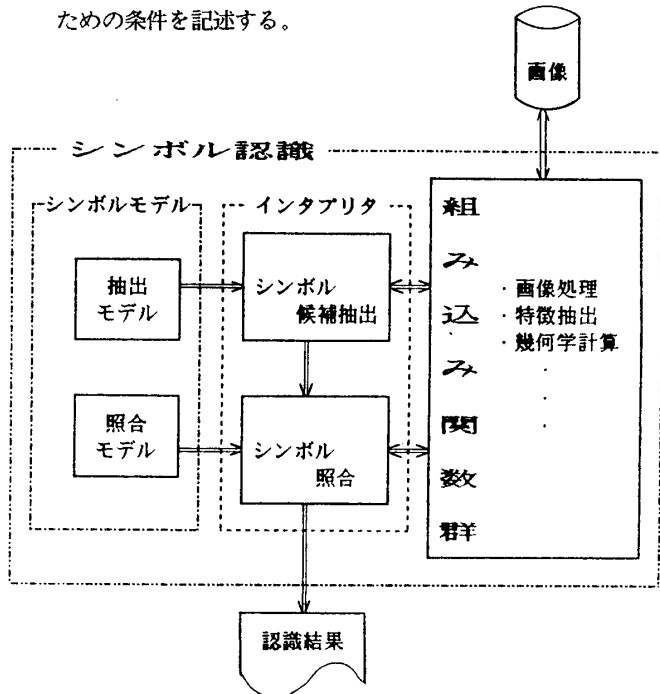 ための条件を記述する。
画像
シンボル認識
シンボルモデル
インタプリタ
抽出
モデル
シンボル
候補抽出
照合
モデル
シンボル
照合
組
み
込
み
関
数
群
・画像処理
・特徴抽出
・幾何学計算
・
・
・
認識結果